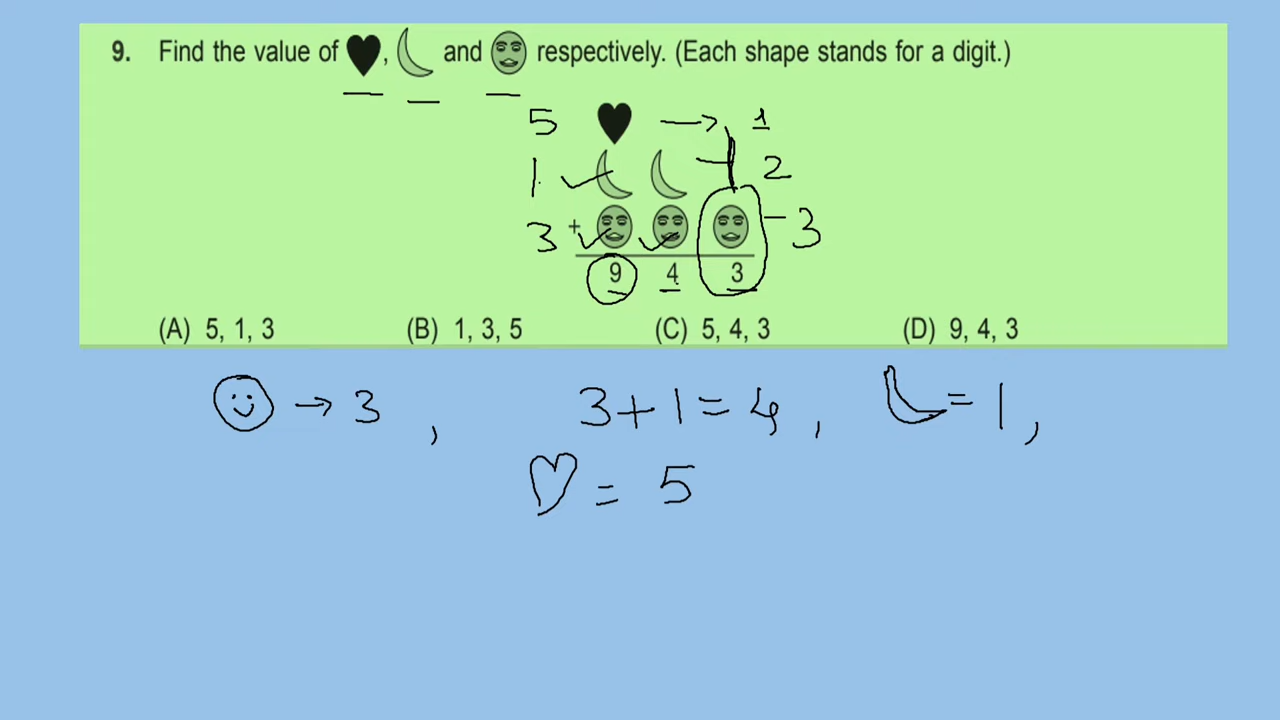 9. Find the value of ♥, ☾ and ☺ respectively. (Each shape stands for a digit.)
5 → 1
1 2
3 + 3
9 4 3
(A) 5, 1, 3 (B) 1, 3, 5 (C) 5, 4, 3 (D) 9, 4, 3
→ 3 , 3+1=4 , = 1 ,
= 5